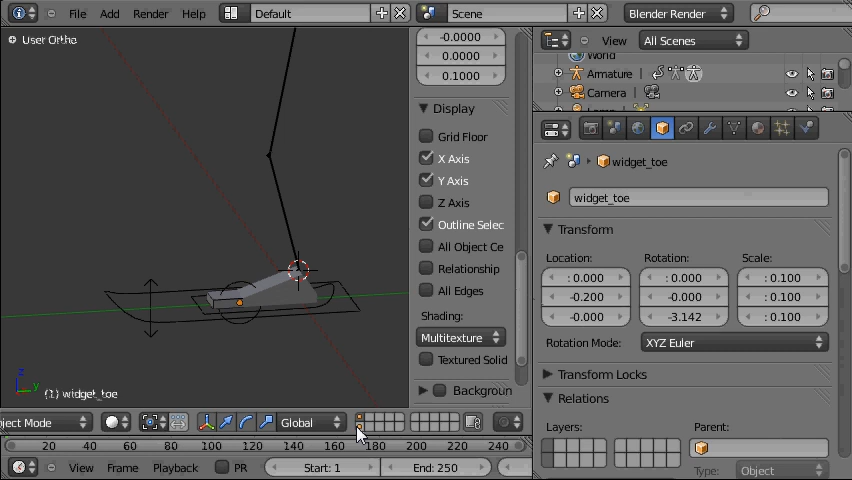 File Add Render Help Default Scene Blender Render
User Ortho
View All Scenes
World
Armature
Camera
-0.0000
0.0000
0.1000
Display
Grid Floor
X Axis
Y Axis
Z Axis
Outline Selec
All Object Ce
Relationship
All Edges
Shading:
Multitexture
Textured Solid
Backgroun
widget_toe
widget_toe
Transform
Location: Rotation: Scale:
: 0.000 : 0.000 : 0.100
-0.200 -0.000 : 0.100
-0.000 -3.142 : 0.100
Rotation Mode: XYZ Euler
Transform Locks
Relations
Layers: Parent:
Type: Object
z
y
(1) widget_toe
ject Mode Global
20 40 60 80 100 120 140 160 180 200 220 240
View Frame Playback PR Start: 1 End: 250